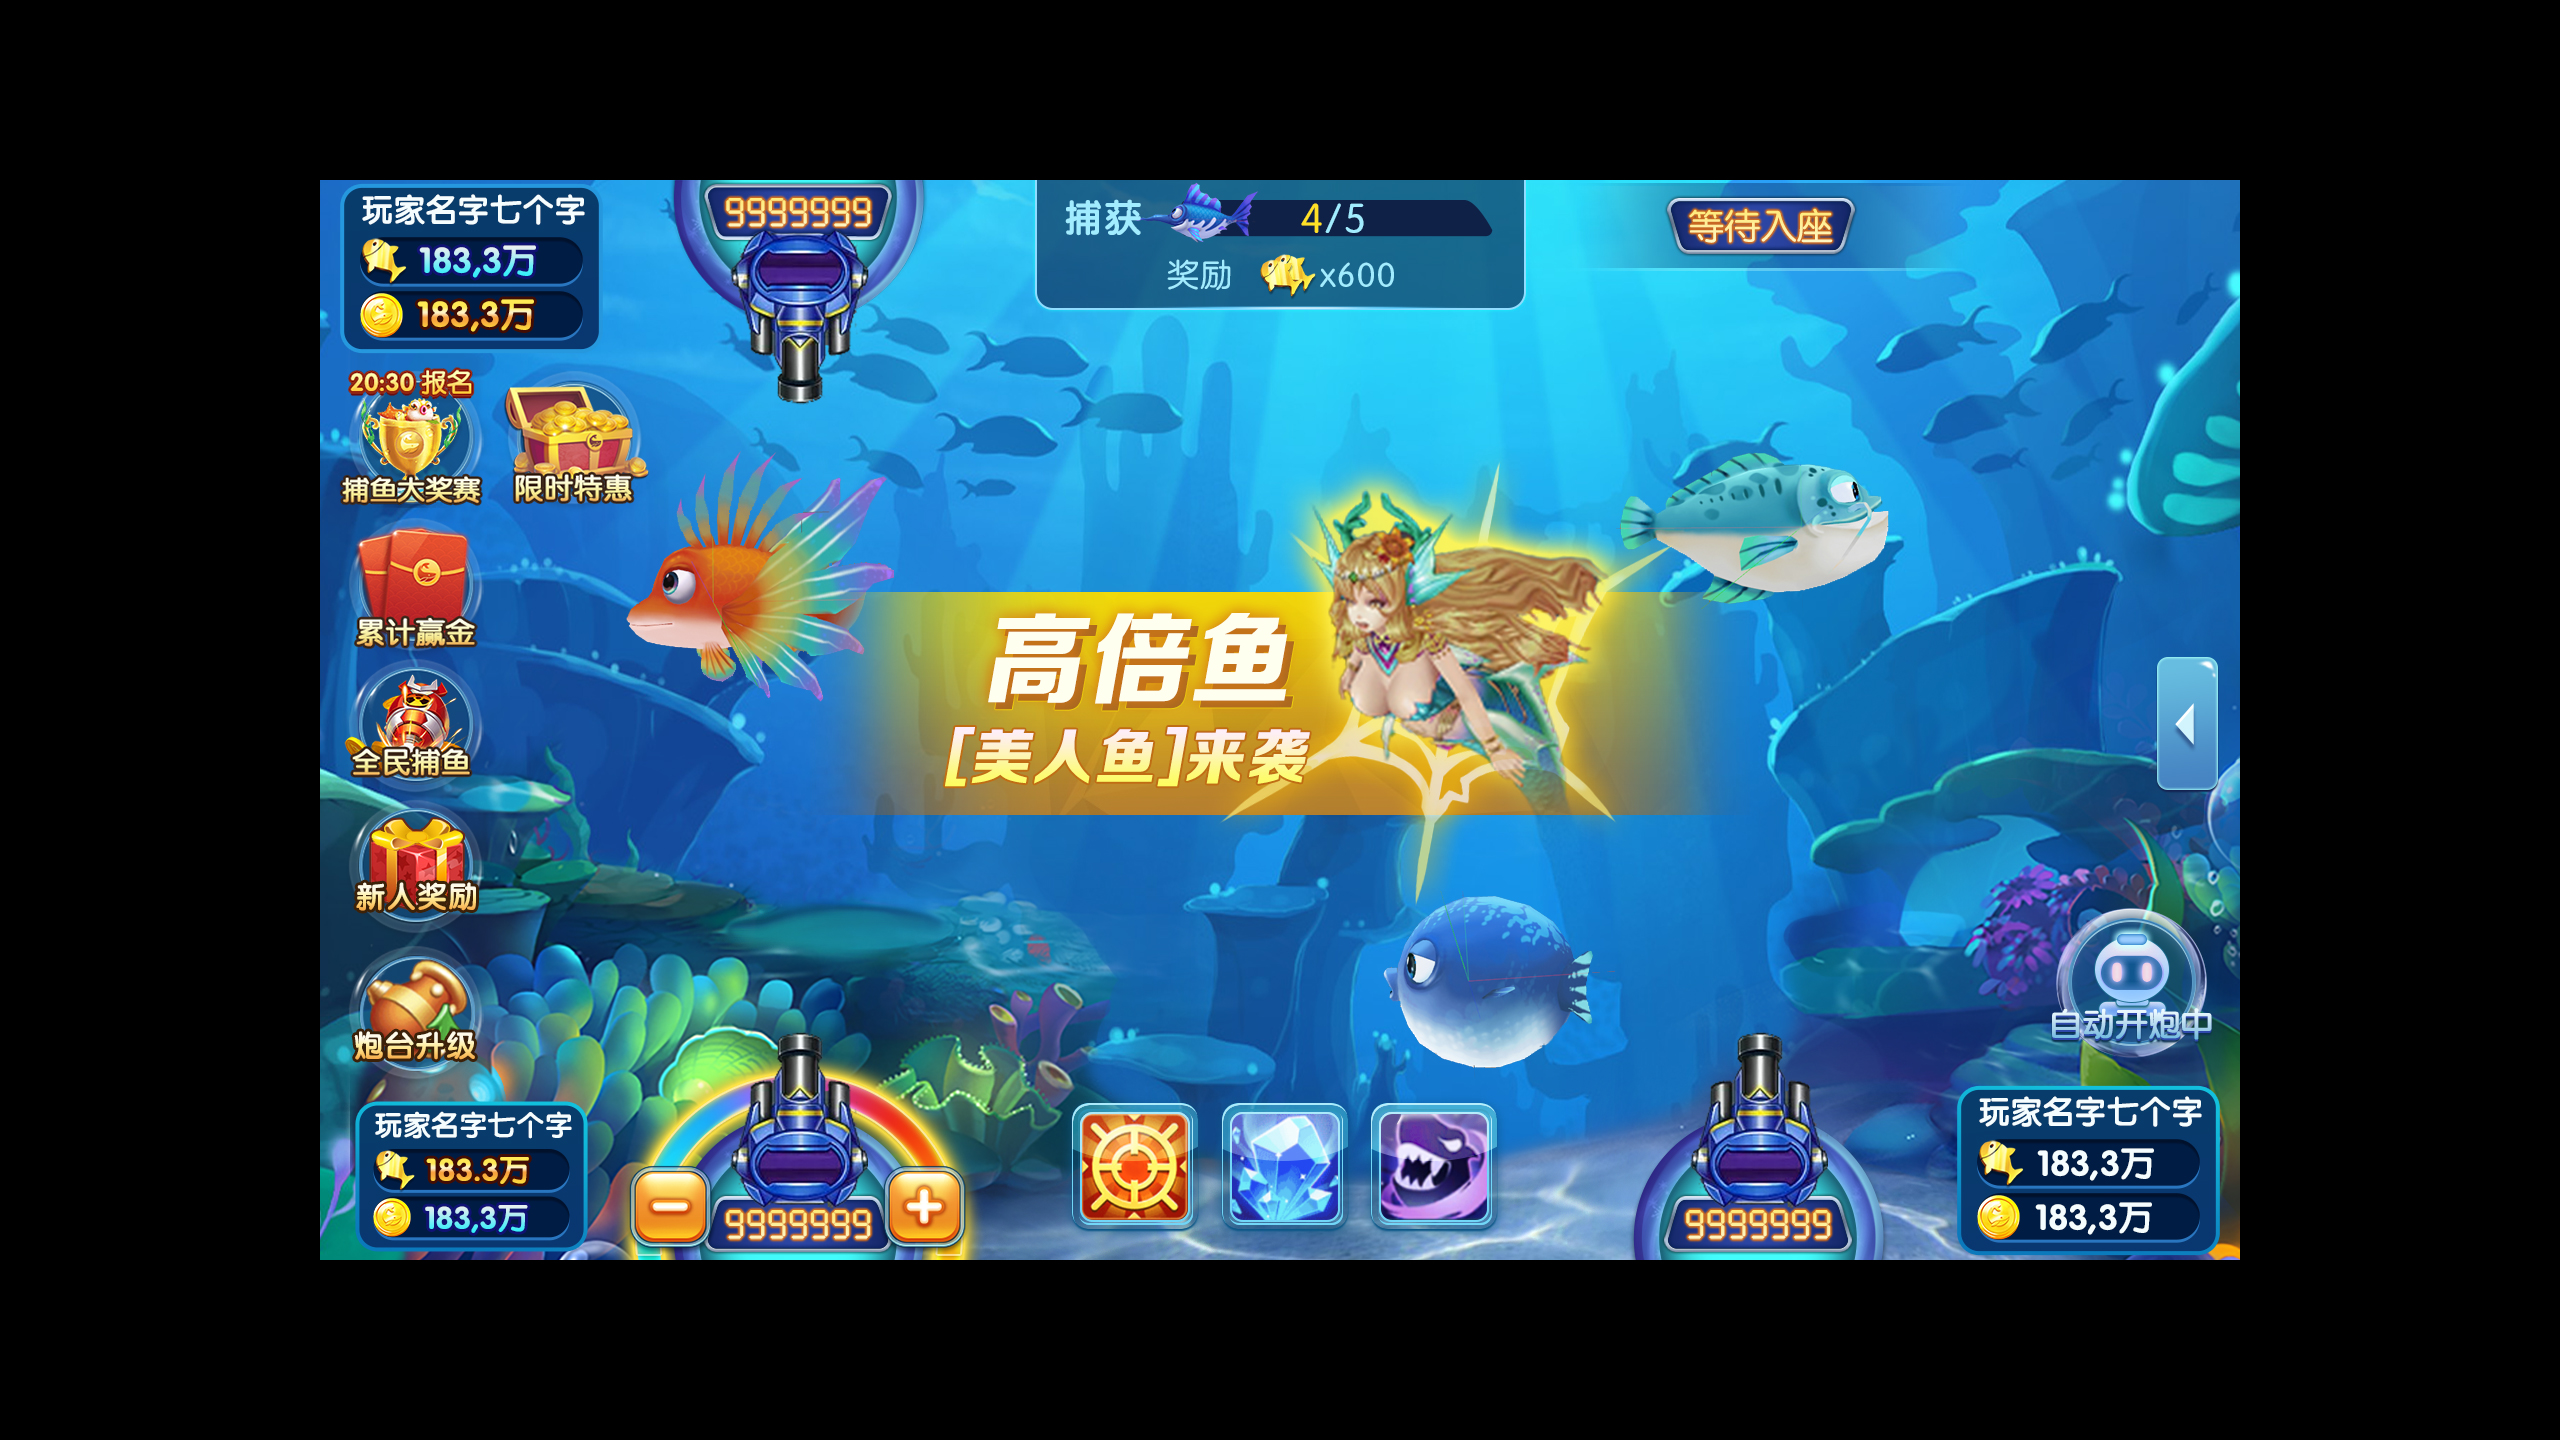 玩家名字七个字
183,3万
183,3万
9999999
捕获
4/5
奖励
x600
等待入座
20:30 报名
捕鱼大奖赛
限时特惠
累计赢金
全民捕鱼
新人奖励
炮台升级
高倍鱼
[美人鱼]来袭
自动开炮中
玩家名字七个字
183.3万
183,3万
9999999
9999999
玩家名字七个字
183,3万
183,3万